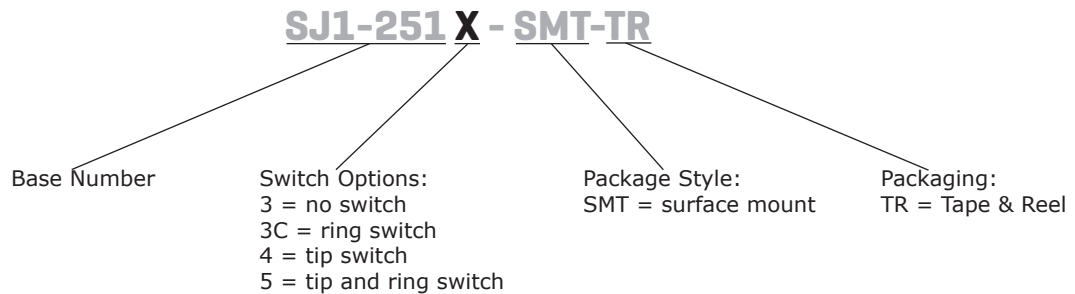 SJ1-251 X - SMT-TR
Base Number
Switch Options:
3 = no switch
3C = ring switch
4 = tip switch
5 = tip and ring switch
Package Style:
SMT = surface mount
Packaging:
TR = Tape & Reel